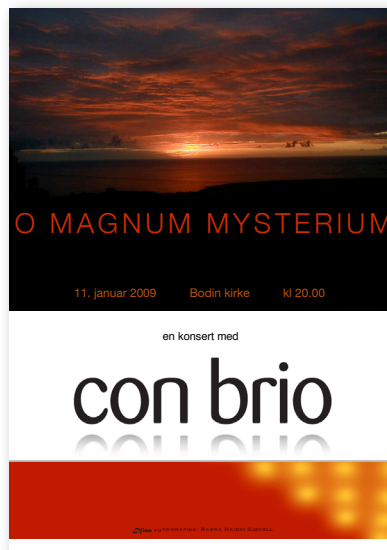 O MAGNUM MYSTERIUM
11. januar 2009 Bodin kirke kl 20.00
en konsert med
con brio